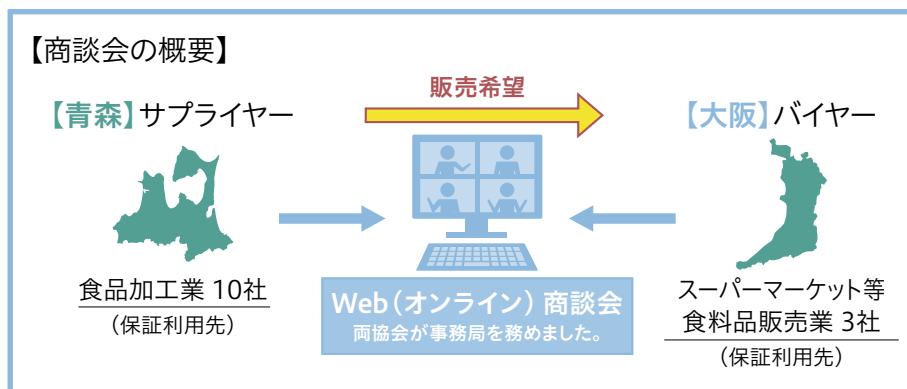 【商談会の概要】
販売希望
【青森】サプライヤー
【大阪】バイヤー
食品加工業 10社
(保証利用先)
Web(オンライン)商談会
両協会が事務局を務めました。
スーパーマーケット等
食料品販売業 3社
(保証利用先)